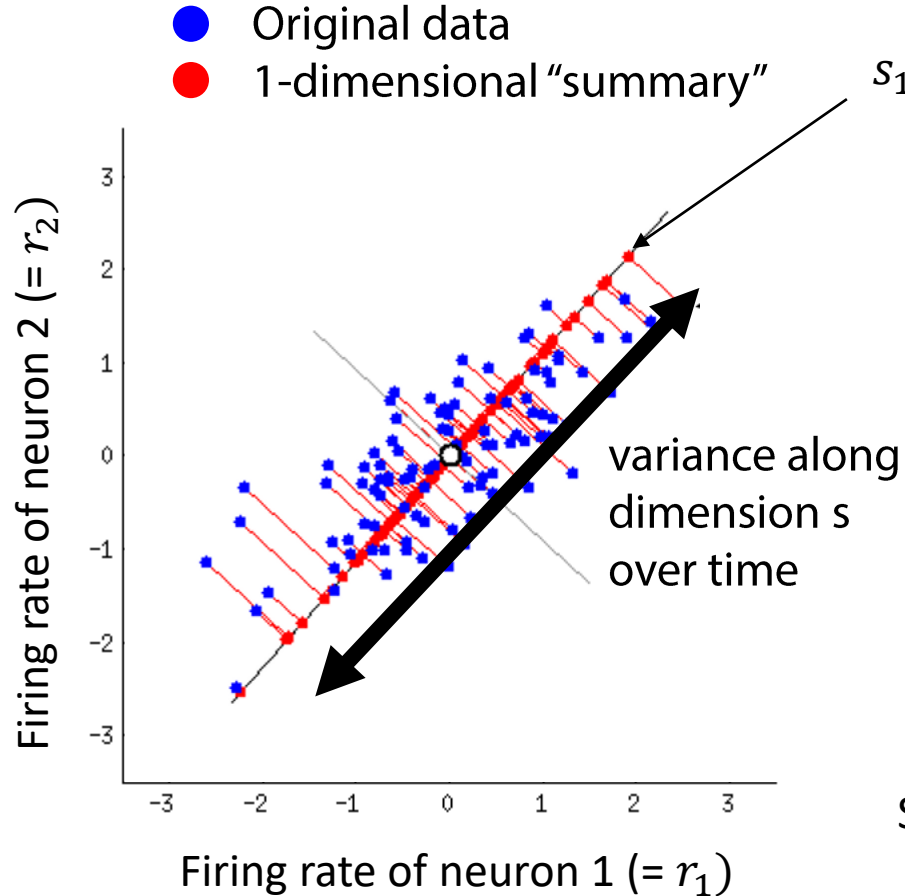 Original data
1-dimensional “summary”
s₁
Firing rate of neuron 2 (= r₂)
3
2
1
0
−1
−2
−3
variance along
dimension s
over time
−3 −2 −1 0 1 2 3
Firing rate of neuron 1 (= r₁)